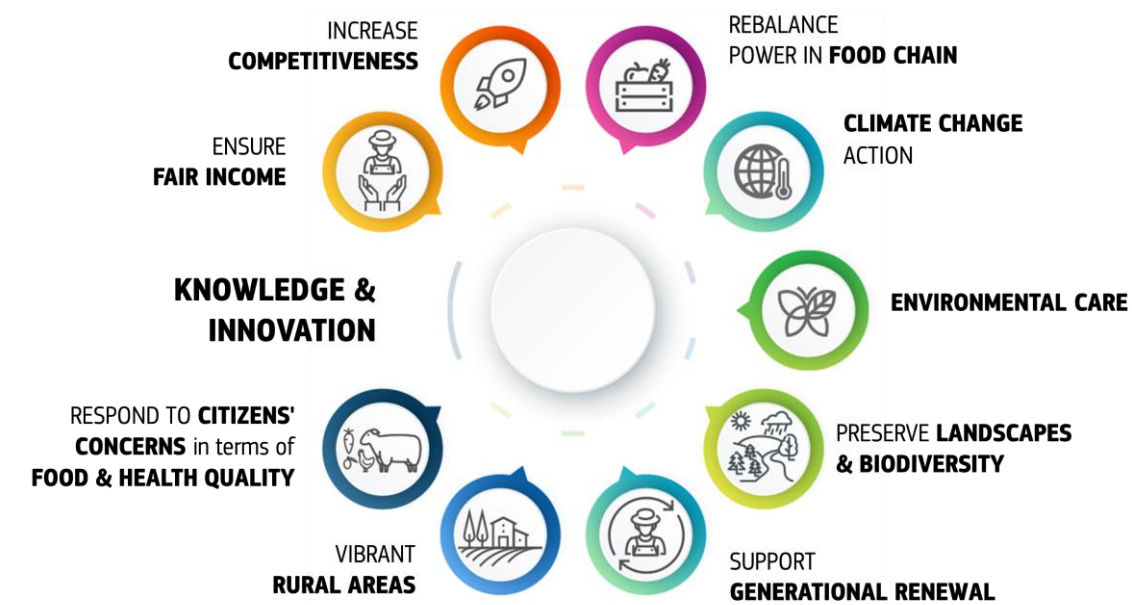 INCREASE
COMPETITIVENESS
REBALANCE
POWER IN FOOD CHAIN
ENSURE
FAIR INCOME
CLIMATE CHANGE
ACTION
KNOWLEDGE &
INNOVATION
ENVIRONMENTAL CARE
RESPOND TO CITIZENS'
CONCERNS in terms of
FOOD & HEALTH QUALITY
PRESERVE LANDSCAPES
& BIODIVERSITY
VIBRANT
RURAL AREAS
SUPPORT
GENERATIONAL RENEWAL